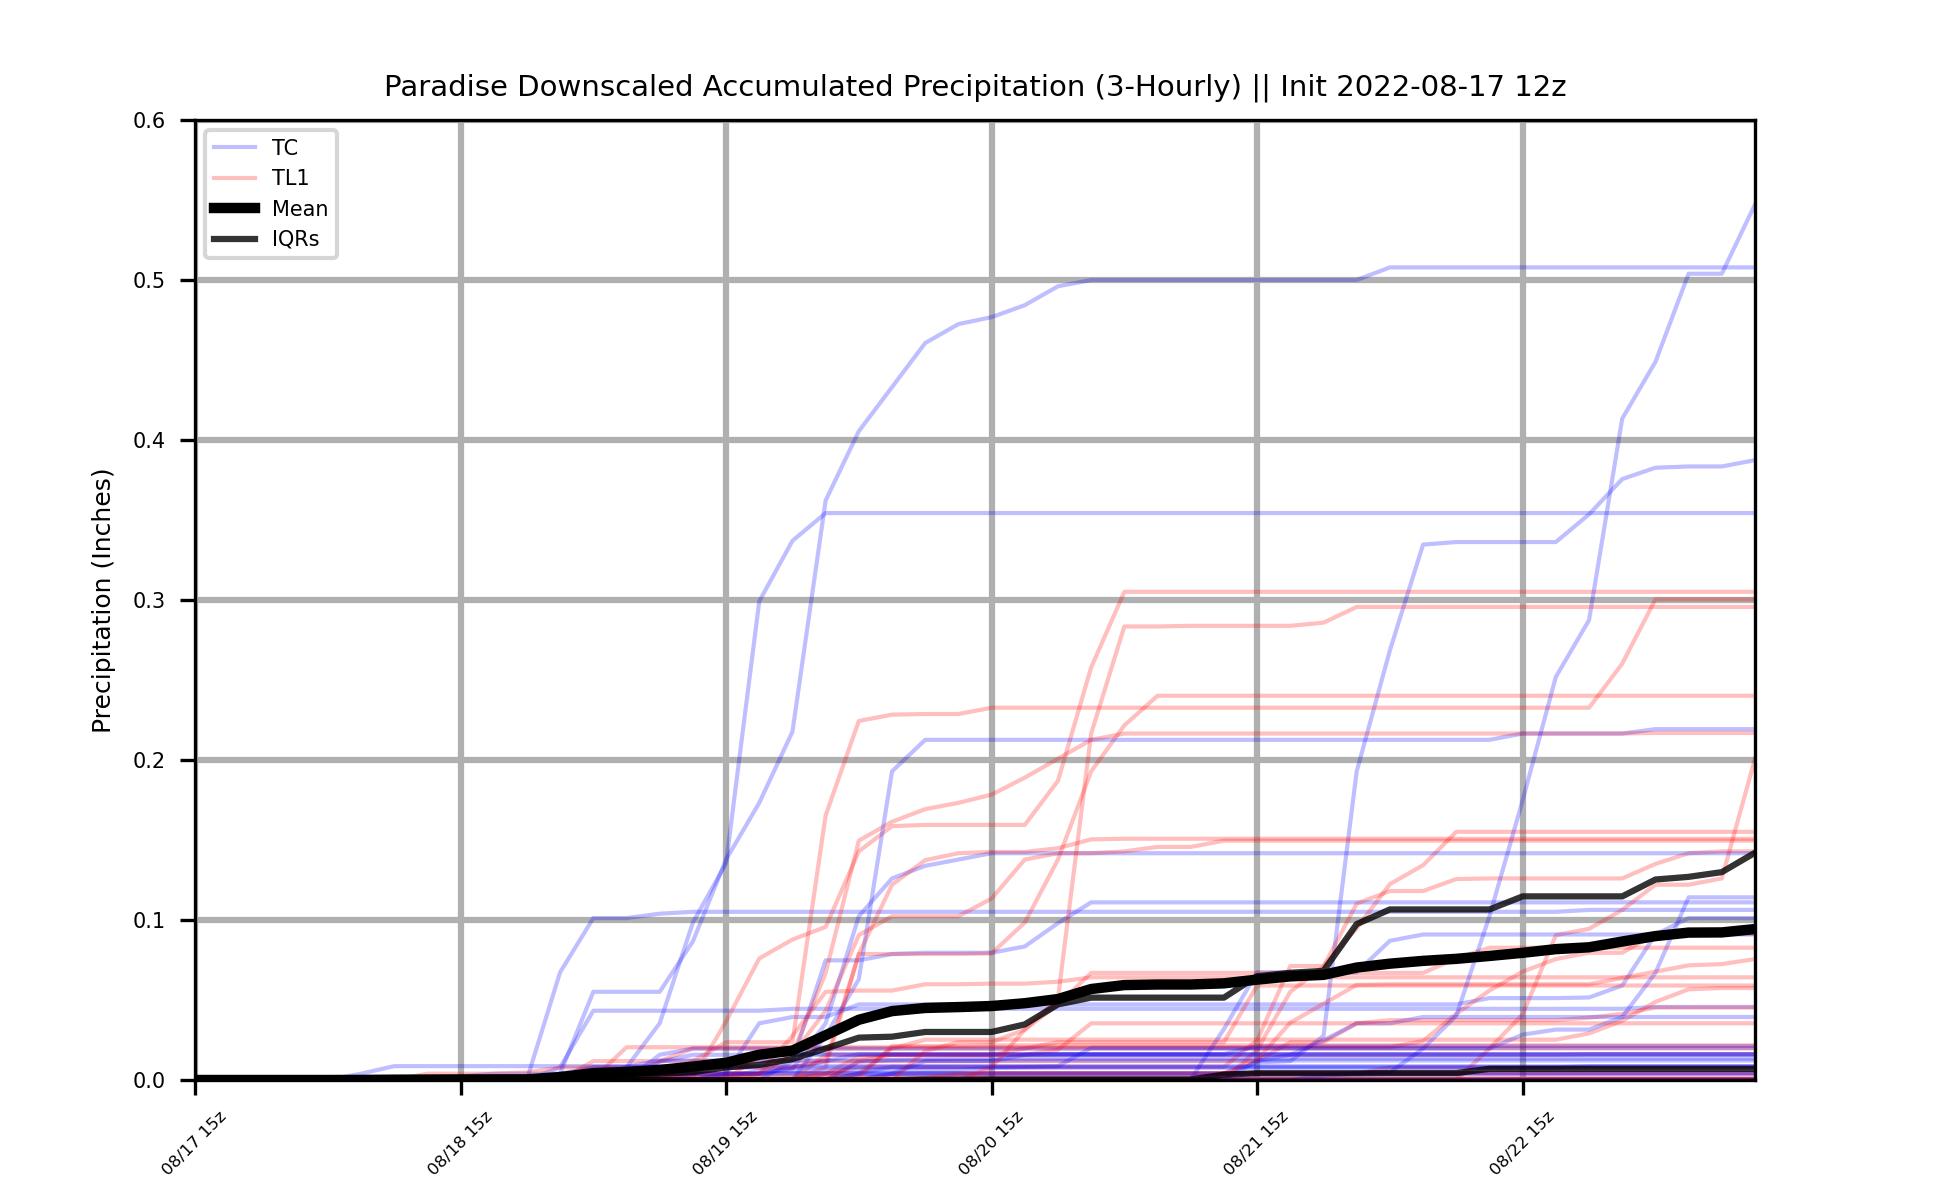 Paradise Downscaled Accumulated Precipitation (3-Hourly) || Init 2022-08-17 12z
TC
TL1
Mean
IQRs
Precipitation (Inches)
0.6
0.5
0.4
0.3
0.2
0.1
0.0
08/17 15z
08/18 15z
08/19 15z
08/20 15z
08/21 15z
08/22 15z